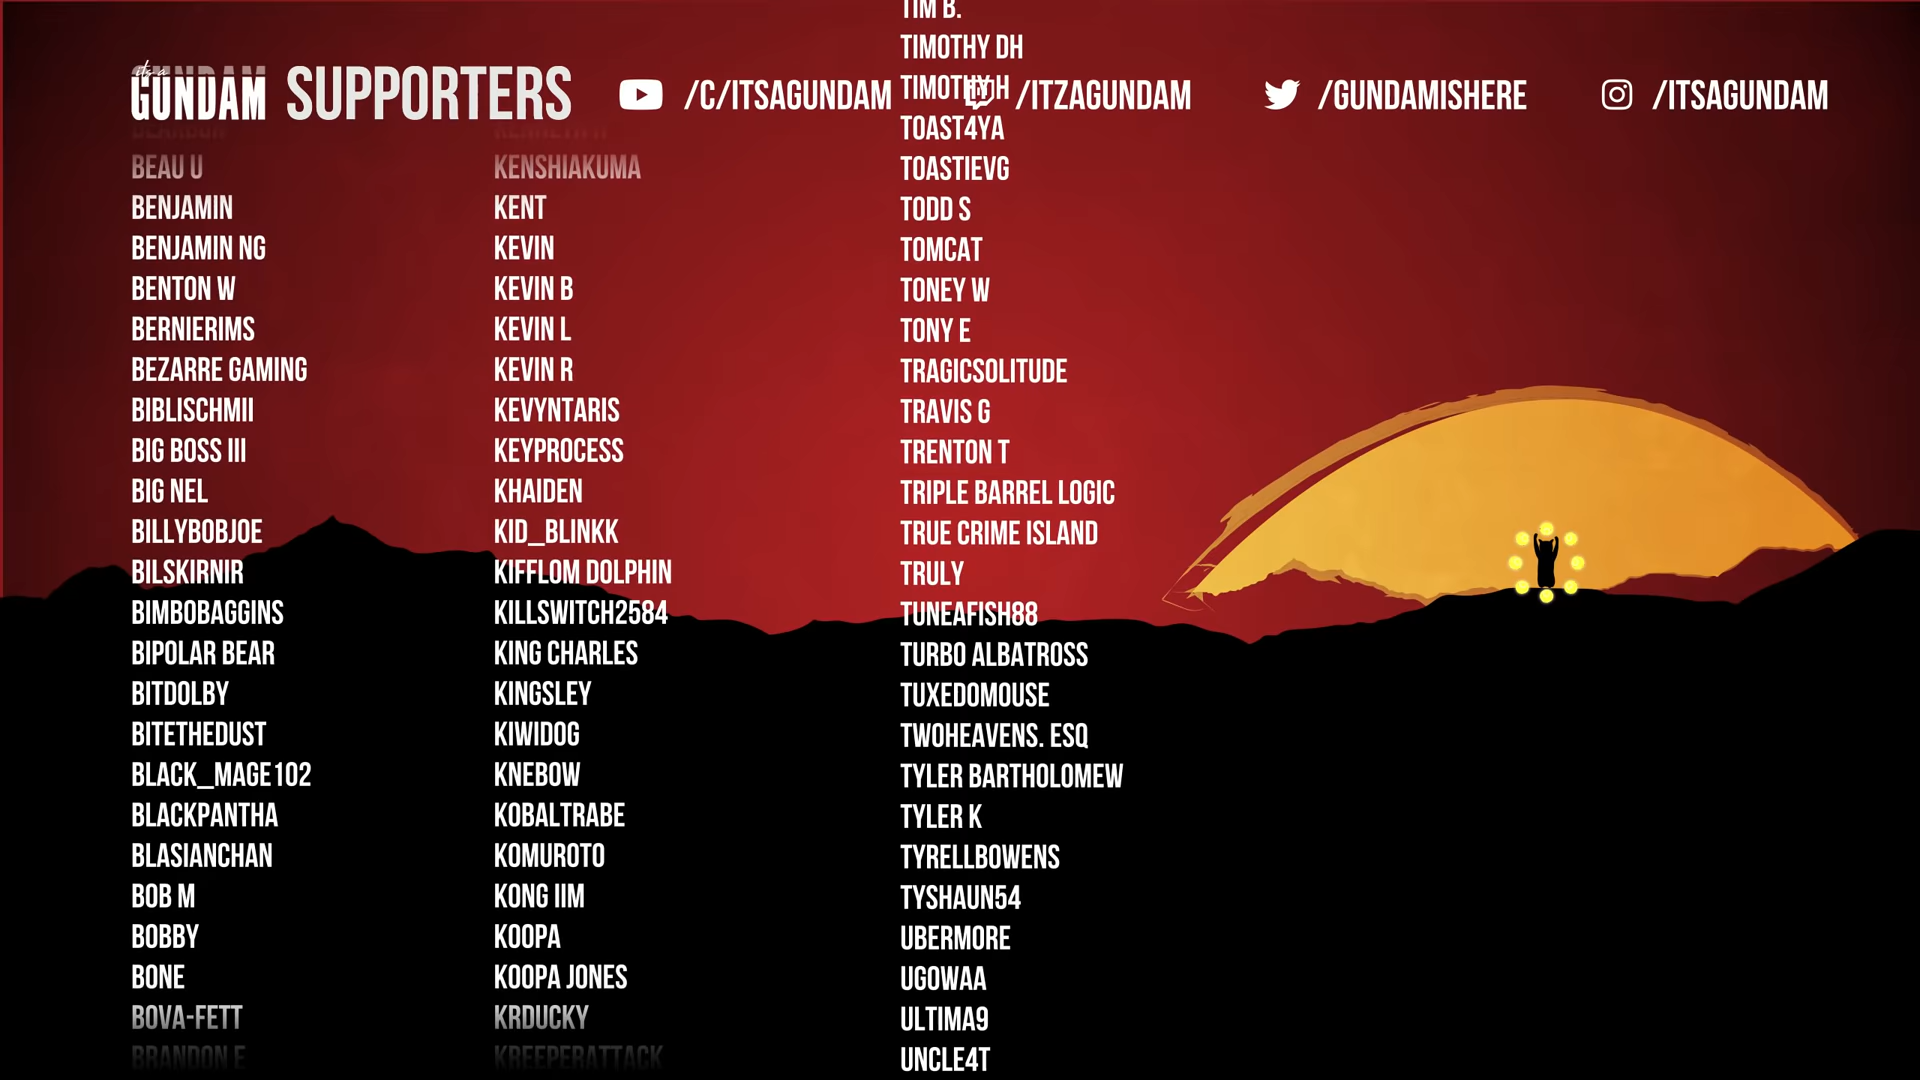 it's a
GUNDAM SUPPORTERS
/C/ITSAGUNDAM
/ITZAGUNDAM
/GUNDAMISHERE
/ITSAGUNDAM
BEAU U
BENJAMIN
BENJAMIN NG
BENTON W
BERNIERIMS
BEZARRE GAMING
BIBLISCHMII
BIG BOSS III
BIG NEL
BILLYBOBJOE
BILSKIRNIR
BIMBOBAGGINS
BIPOLAR BEAR
BITDOLBY
BITETHEDUST
BLACK_MAGE102
BLACKPANTHA
BLASIANCHAN
BOB M
BOBBY
BONE
BOVA-FETT
BRANDON E
KENSHIAKUMA
KENT
KEVIN
KEVIN B
KEVIN L
KEVIN R
KEVYNTARIS
KEYPROCESS
KHAIDEN
KID_BLINKK
KIFFLOM DOLPHIN
KILLSWITCH2584
KING CHARLES
KINGSLEY
KIWIDOG
KNEBOW
KOBALTRABE
KOMUROTO
KONG IIM
KOOPA
KOOPA JONES
KRDUCKY
KREEPERATTACK
TIM B.
TIMOTHY DH
TIMOTHY H
TOAST4YA
TOASTIEVG
TODD S
TOMCAT
TONEY W
TONY E
TRAGICSOLITUDE
TRAVIS G
TRENTON T
TRIPLE BARREL LOGIC
TRUE CRIME ISLAND
TRULY
TUNEAFISH88
TURBO ALBATROSS
TUXEDOMOUSE
TWOHEAVENS. ESQ
TYLER BARTHOLOMEW
TYLER K
TYRELLBOWENS
TYSHAUN54
UBERMORE
UGOWAA
ULTIMA9
UNCLE4T